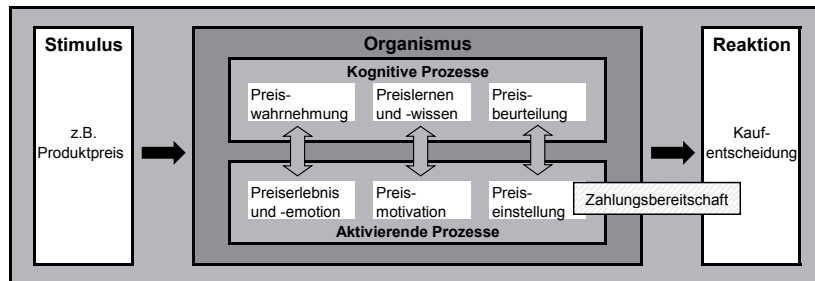 Stimulus
z.B.
Produktpreis
Organismus
Kognitive Prozesse
Preis-
wahrnehmung
Preislernen
und -wissen
Preis-
beurteilung
Preiserlebnis
und -emotion
Preis-
motivation
Preis-
einstellung
Zahlungsbereitschaft
Aktivierende Prozesse
Reaktion
Kauf-
entscheidung